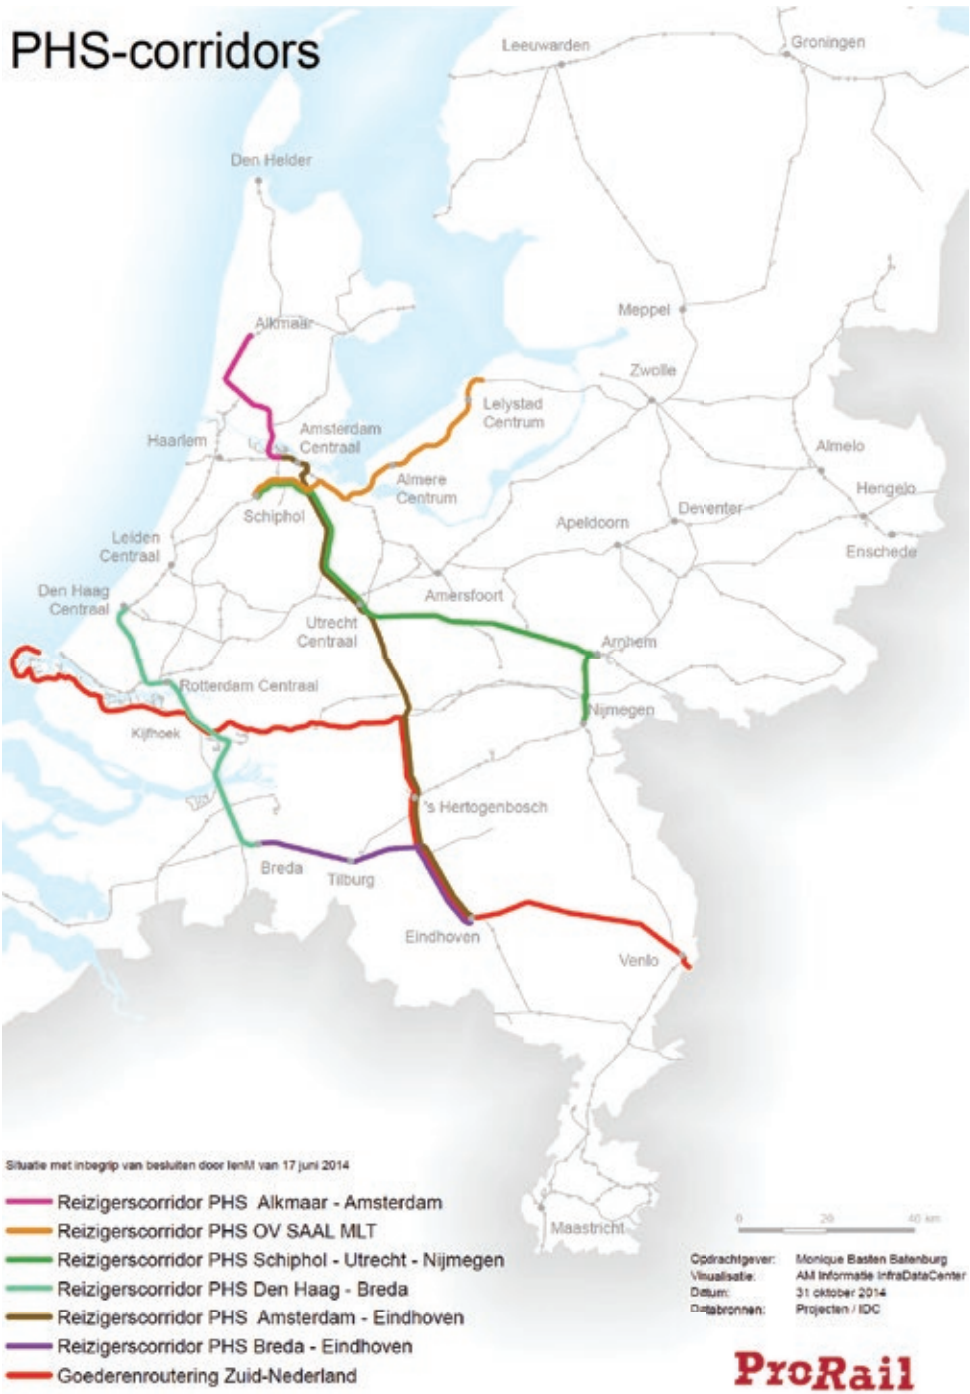 PHS-corridors
Leeuwarden
Groningen
Den Helder
Meppel
Alkmaar
Zwolle
Lelystad
Centrum
Amsterdam
Centraal
Haarlem
Almelo
Almere
Centrum
Hengelo
Schiphol
Deventer
Apeldoorn
Leiden
Centraal
Enschede
Den Haag
Centraal
Amersfoort
Utrecht
Centraal
Arnhem
Rotterdam Centraal
Nijmegen
Kijfhoek
's Hertogenbosch
Breda
Tilburg
Eindhoven
Venlo
Maastricht
Situatie met inbegrip van besluiten door IenM van 17 juni 2014
Reizigerscorridor PHS Alkmaar - Amsterdam
Reizigerscorridor PHS OV SAAL MLT
Reizigerscorridor PHS Schiphol - Utrecht - Nijmegen
Reizigerscorridor PHS Den Haag - Breda
Reizigerscorridor PHS Amsterdam - Eindhoven
Reizigerscorridor PHS Breda - Eindhoven
Goederenroutering Zuid-Nederland
0 20 40 km
Opdrachtgever: Monique Basten Batenburg
Visualisatie: AM Informatie InfraDataCenter
Datum: 31 oktober 2014
Databronnen: Projecten / IDC
ProRail